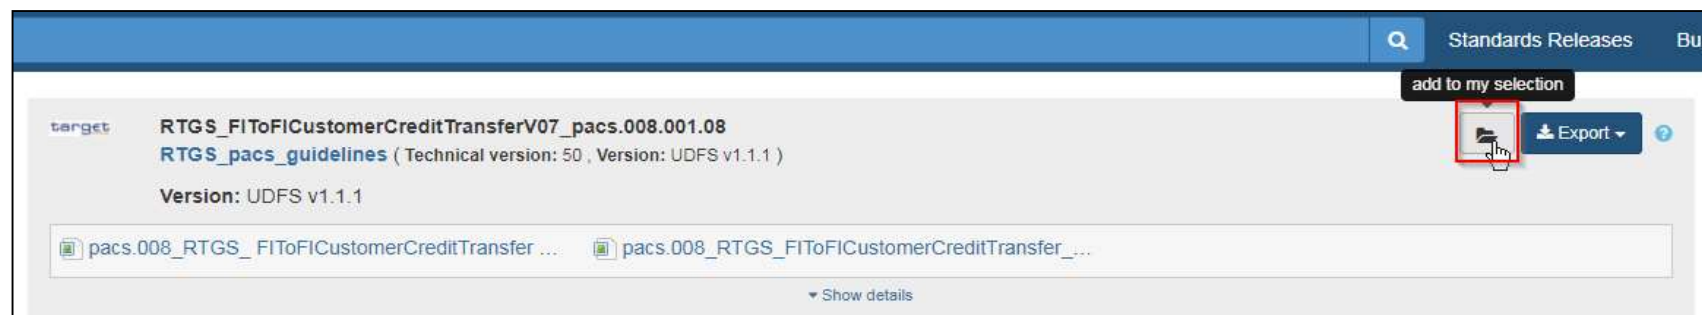 Standards Releases Bu
add to my selection
target RTGS_FIToFICustomerCreditTransferV07_pacs.008.001.08
Export
RTGS_pacs_guidelines ( Technical version: 50 , Version: UDFS v1.1.1 )
Version: UDFS v1.1.1
pacs.008_RTGS_ FIToFICustomerCreditTransfer ... pacs.008_RTGS_FIToFICustomerCreditTransfer_...
Show details